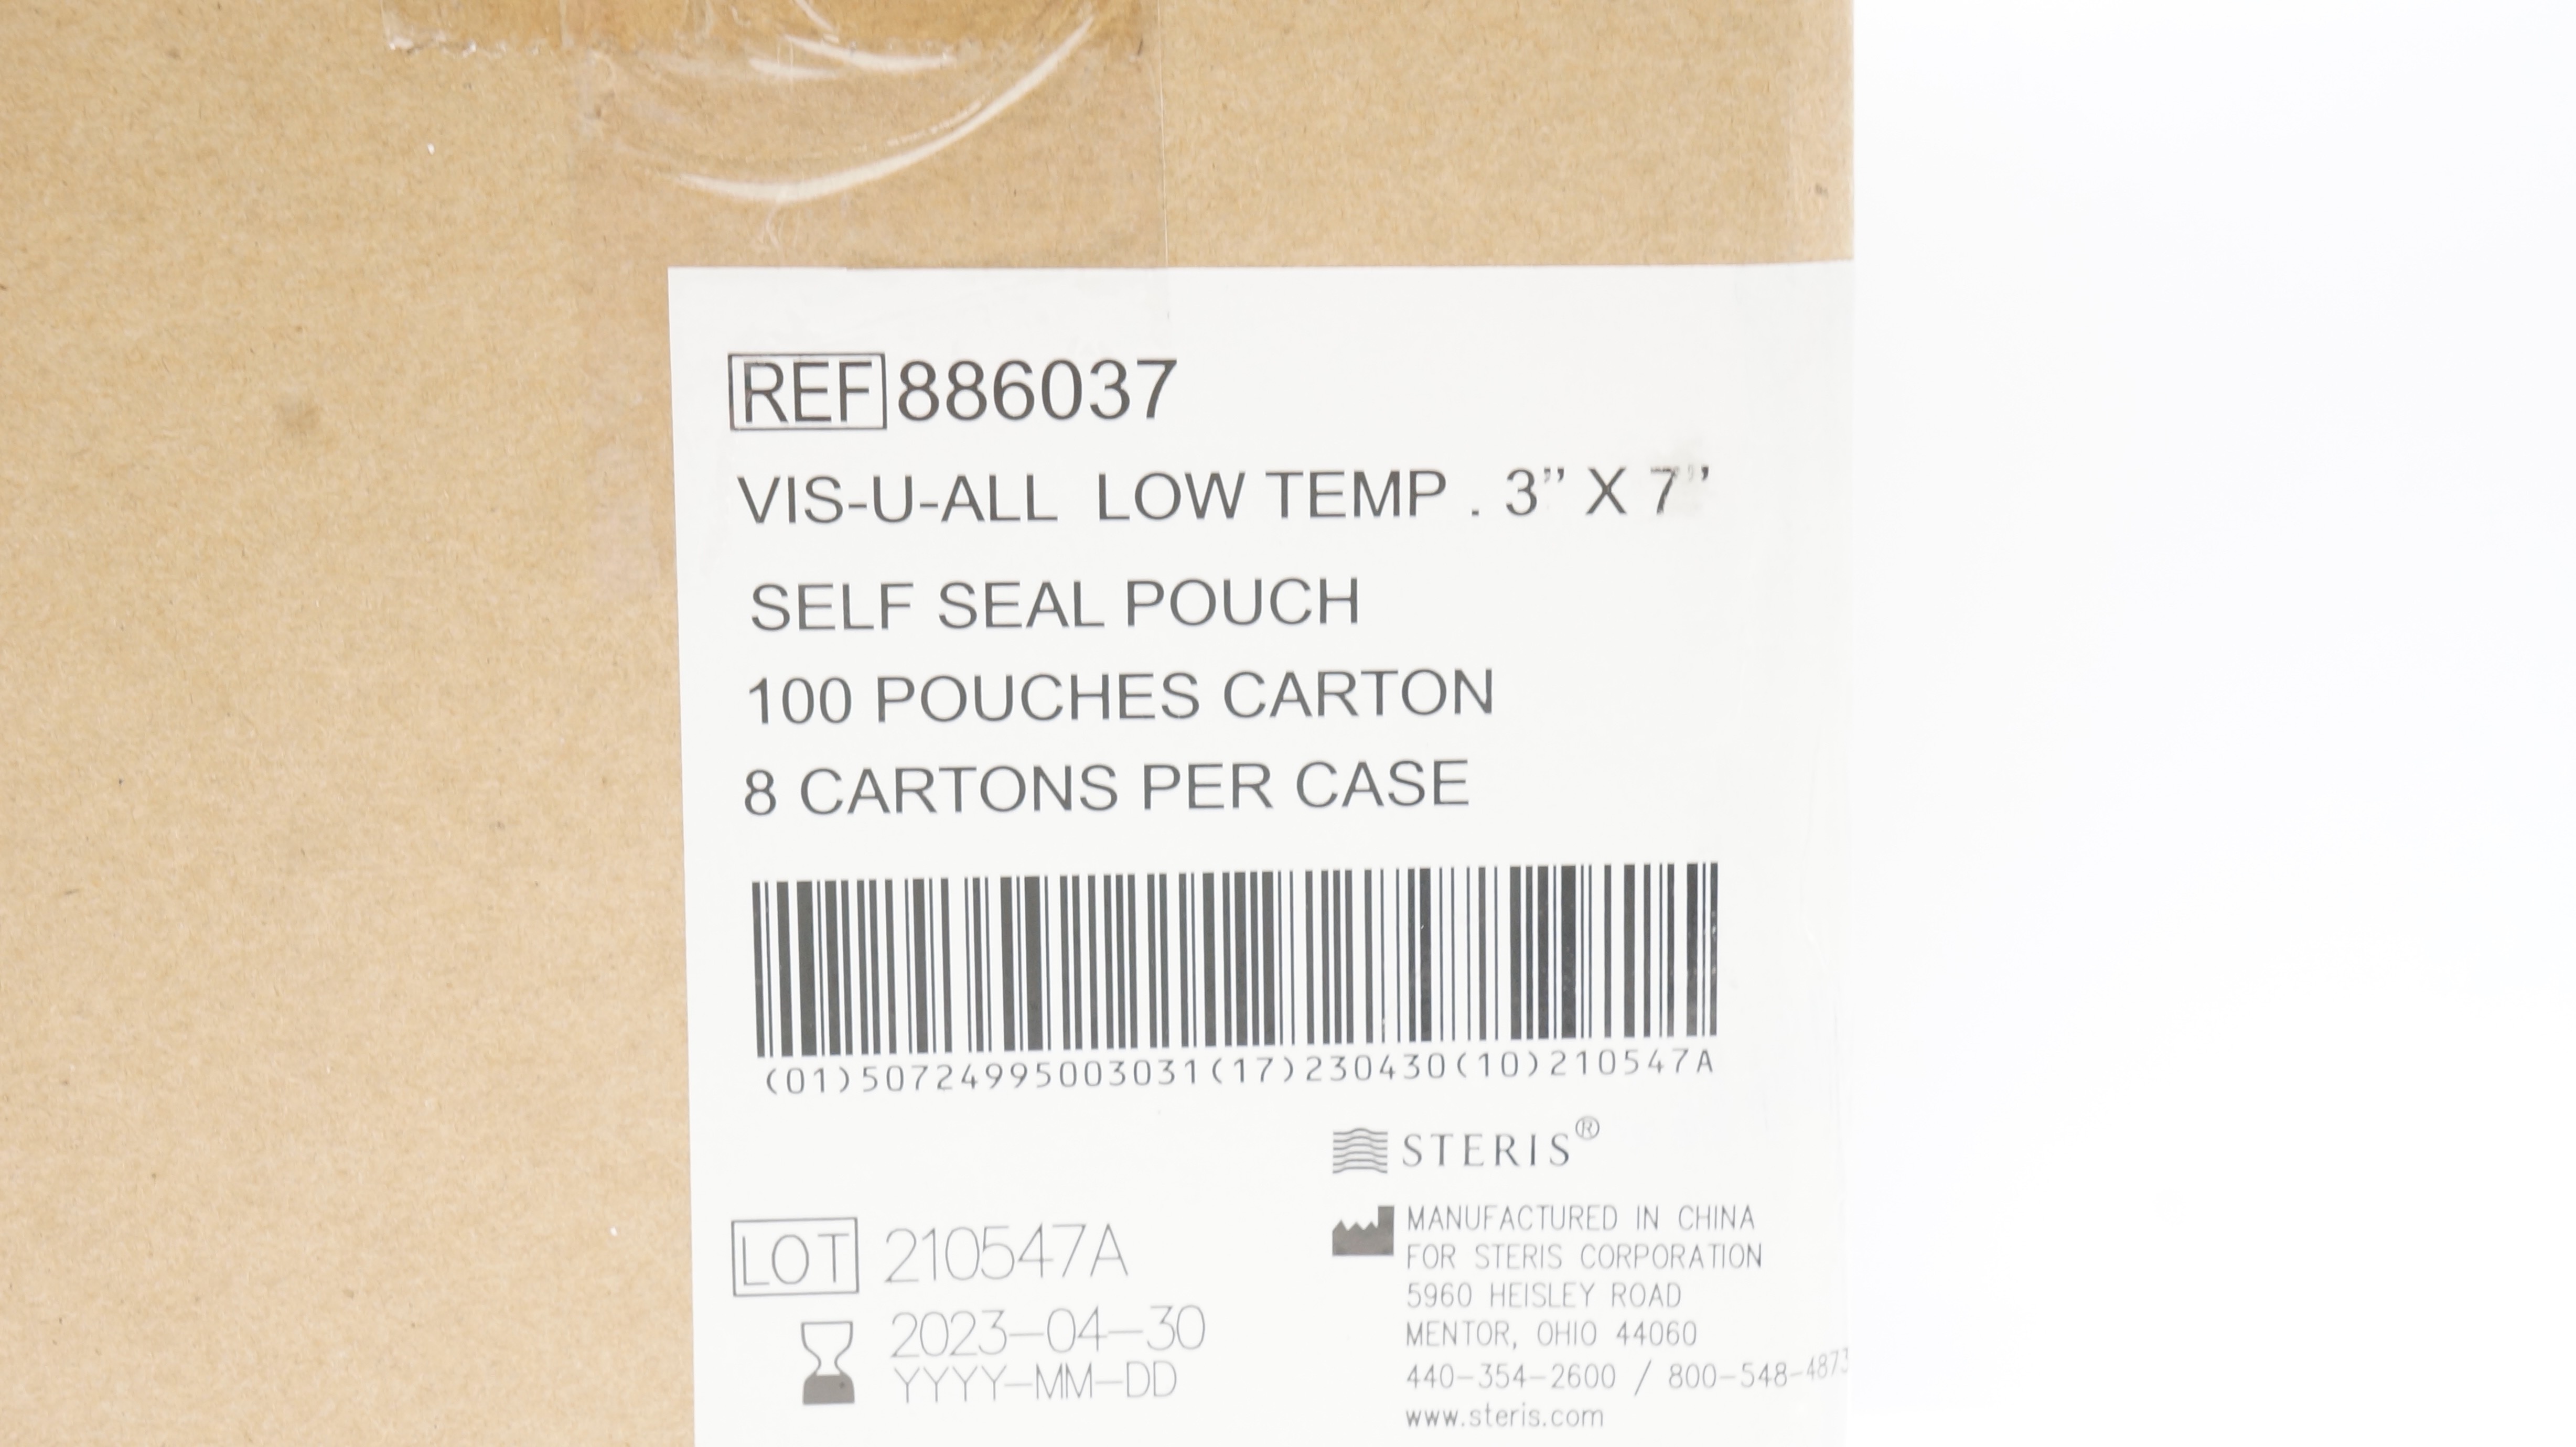 REF 886037
VIS-U-ALL LOW TEMP . 3” X 7”
SELF SEAL POUCH
100 POUCHES CARTON
8 CARTONS PER CASE
(01)50724995003031(17)230430(10)210547A
STERIS®
MANUFACTURED IN CHINA
FOR STERIS CORPORATION
5960 HEISLEY ROAD
MENTOR, OHIO 44060
440-354-2600 / 800-548-4873
www.steris.com
LOT 210547A
2023-04-30
YYYY-MM-DD